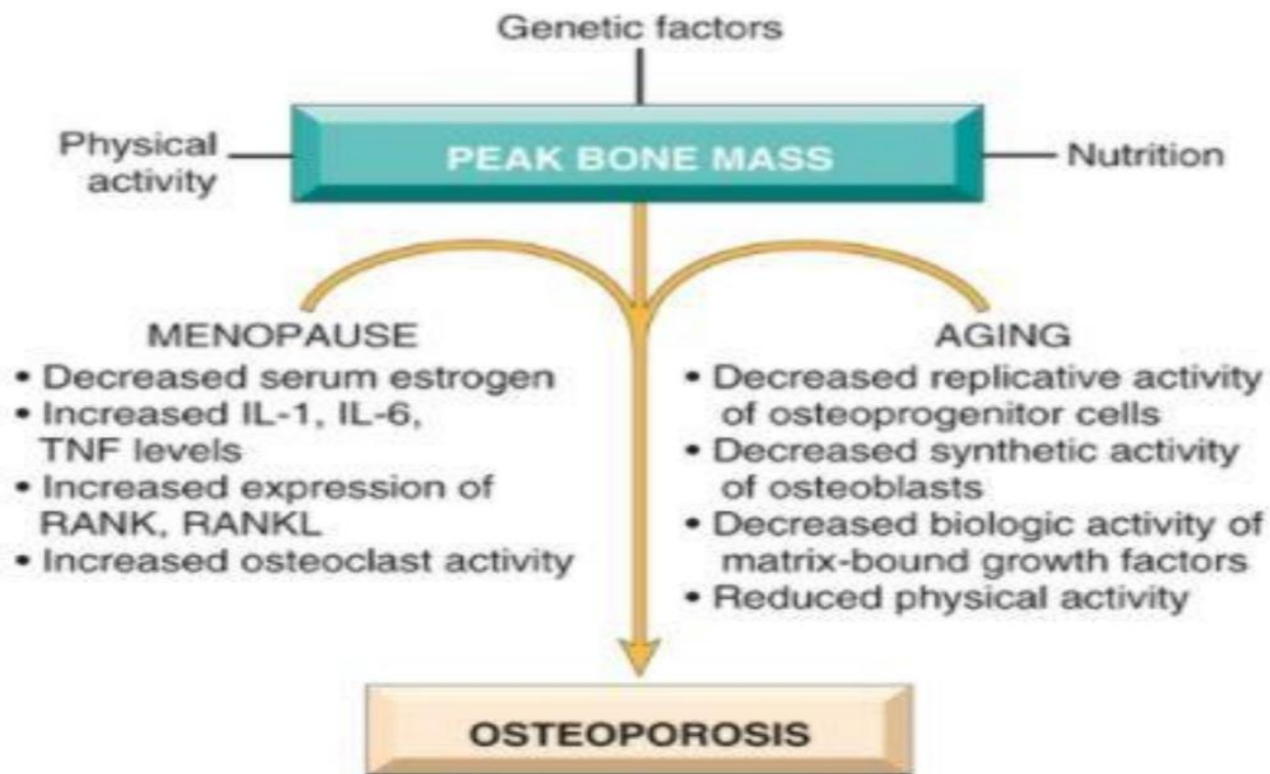 Genetic factors
Physical
activity
PEAK BONE MASS
Nutrition
MENOPAUSE
• Decreased serum estrogen
• Increased IL-1, IL-6,
TNF levels
• Increased expression of
RANK, RANKL
• Increased osteoclast activity
AGING
• Decreased replicative activity
of osteoprogenitor cells
• Decreased synthetic activity
of osteoblasts
• Decreased biologic activity of
matrix-bound growth factors
• Reduced physical activity
OSTEOPOROSIS